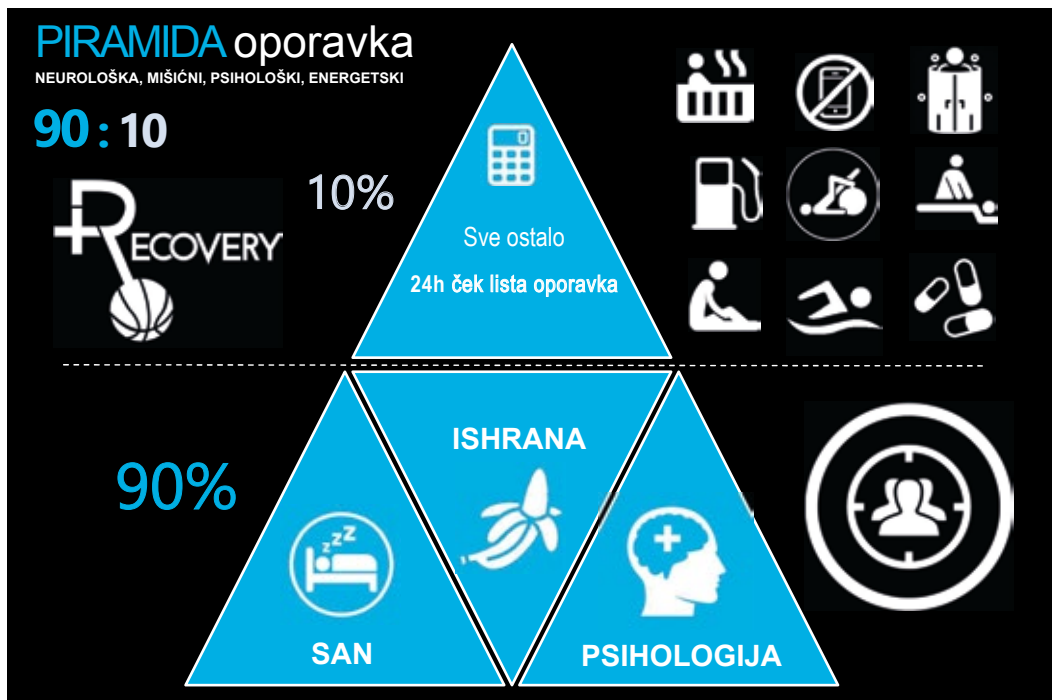 PIRAMIDA oporavka
NEUROLOŠKA, MIŠIĆNI, PSIHOLOŠKI, ENERGETSKI
90 : 10
10%
RECOVERY
Sve ostalo
24h ček lista oporavka
90%
ISHRANA
zzZ
SAN
PSIHOLOGIJA